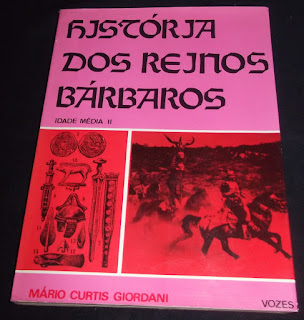 HISTÓRIA
DOS REINOS
BÁRBAROS
IDADE MÉDIA II
MÁRIO CURTIS GIORDANI
VOZES